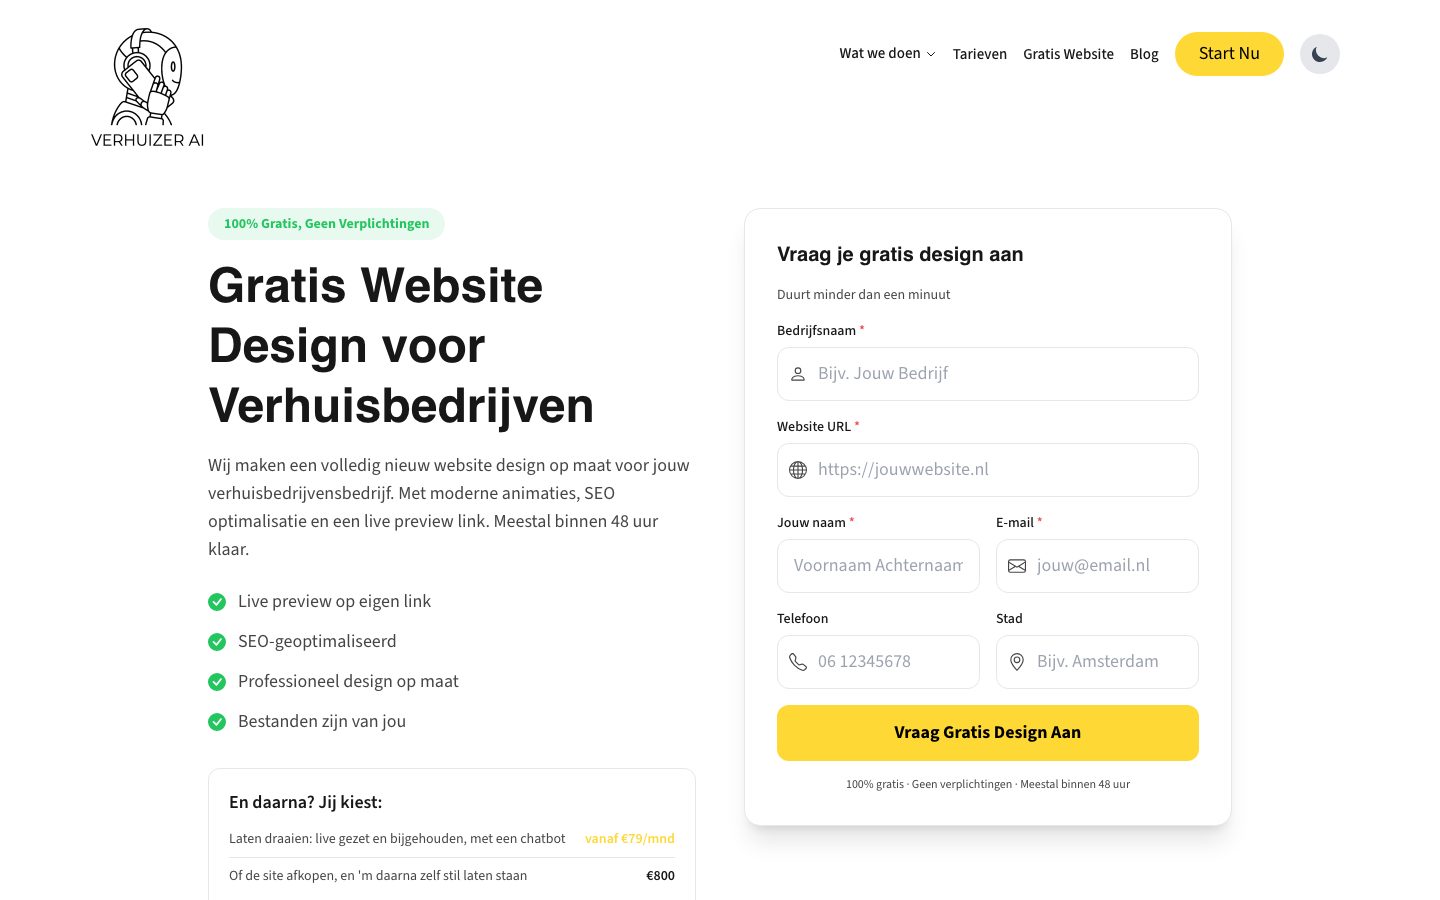 VERHUIZER AI
Wat we doen
Tarieven
Gratis Website
Blog
Start Nu
100% Gratis, Geen Verplichtingen
Gratis Website
Design voor
Verhuisbedrijven
Wij maken een volledig nieuw website design op maat voor jouw
verhuisbedrijvensbedrijf. Met moderne animaties, SEO
optimalisatie en een live preview link. Meestal binnen 48 uur
klaar.
Live preview op eigen link
SEO-geoptimaliseerd
Professioneel design op maat
Bestanden zijn van jou
En daarna? Jij kiest:
Laten draaien: live gezet en bijgehouden, met een chatbot vanaf €79/mnd
Of de site afkopen, en 'm daarna zelf stil laten staan €800
Vraag je gratis design aan
Duurt minder dan een minuut
Bedrijfsnaam *
Bijv. Jouw Bedrijf
Website URL *
https://jouwwebsite.nl
Jouw naam * E-mail *
Voornaam Achternaam jouw@email.nl
Telefoon Stad
06 12345678 Bijv. Amsterdam
Vraag Gratis Design Aan
100% gratis · Geen verplichtingen · Meestal binnen 48 uur